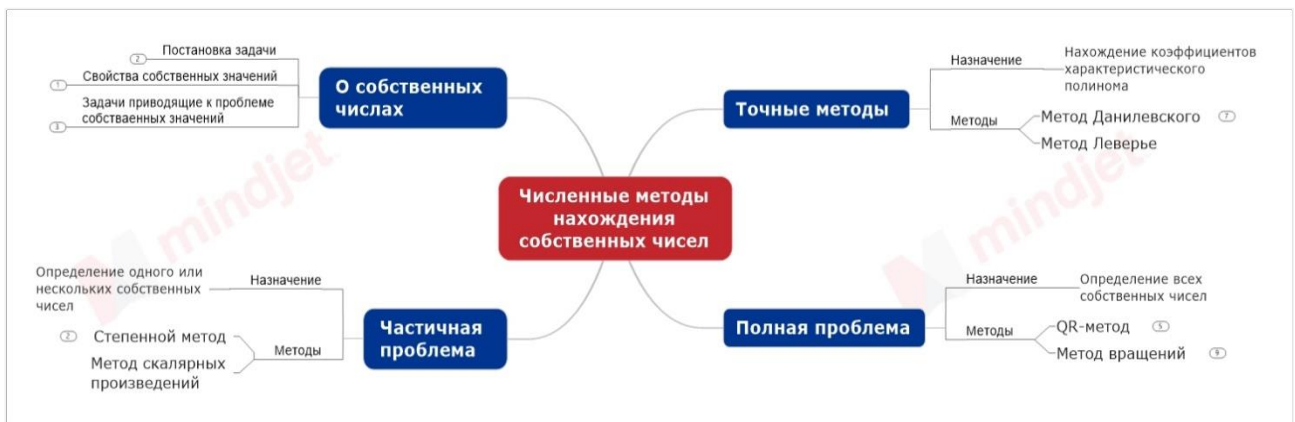 Численные методы
нахождения
собственных чисел
О собственных
числах
Постановка задачи
2
Свойства собственных значений
1
Задачи приводящие к проблеме
собстваенных значений
3
Точные методы
Назначение
Нахождение коэффициентов
характеристического
полинома
Методы
Метод Данилевского
7
Метод Леверье
Частичная
проблема
Назначение
Определение одного или
нескольких собственных
чисел
Методы
Степенной метод
2
Метод скалярных
произведений
Полная проблема
Назначение
Определение всех
собственных чисел
Методы
QR-метод
5
Метод вращений
9
mindjet
mindjet